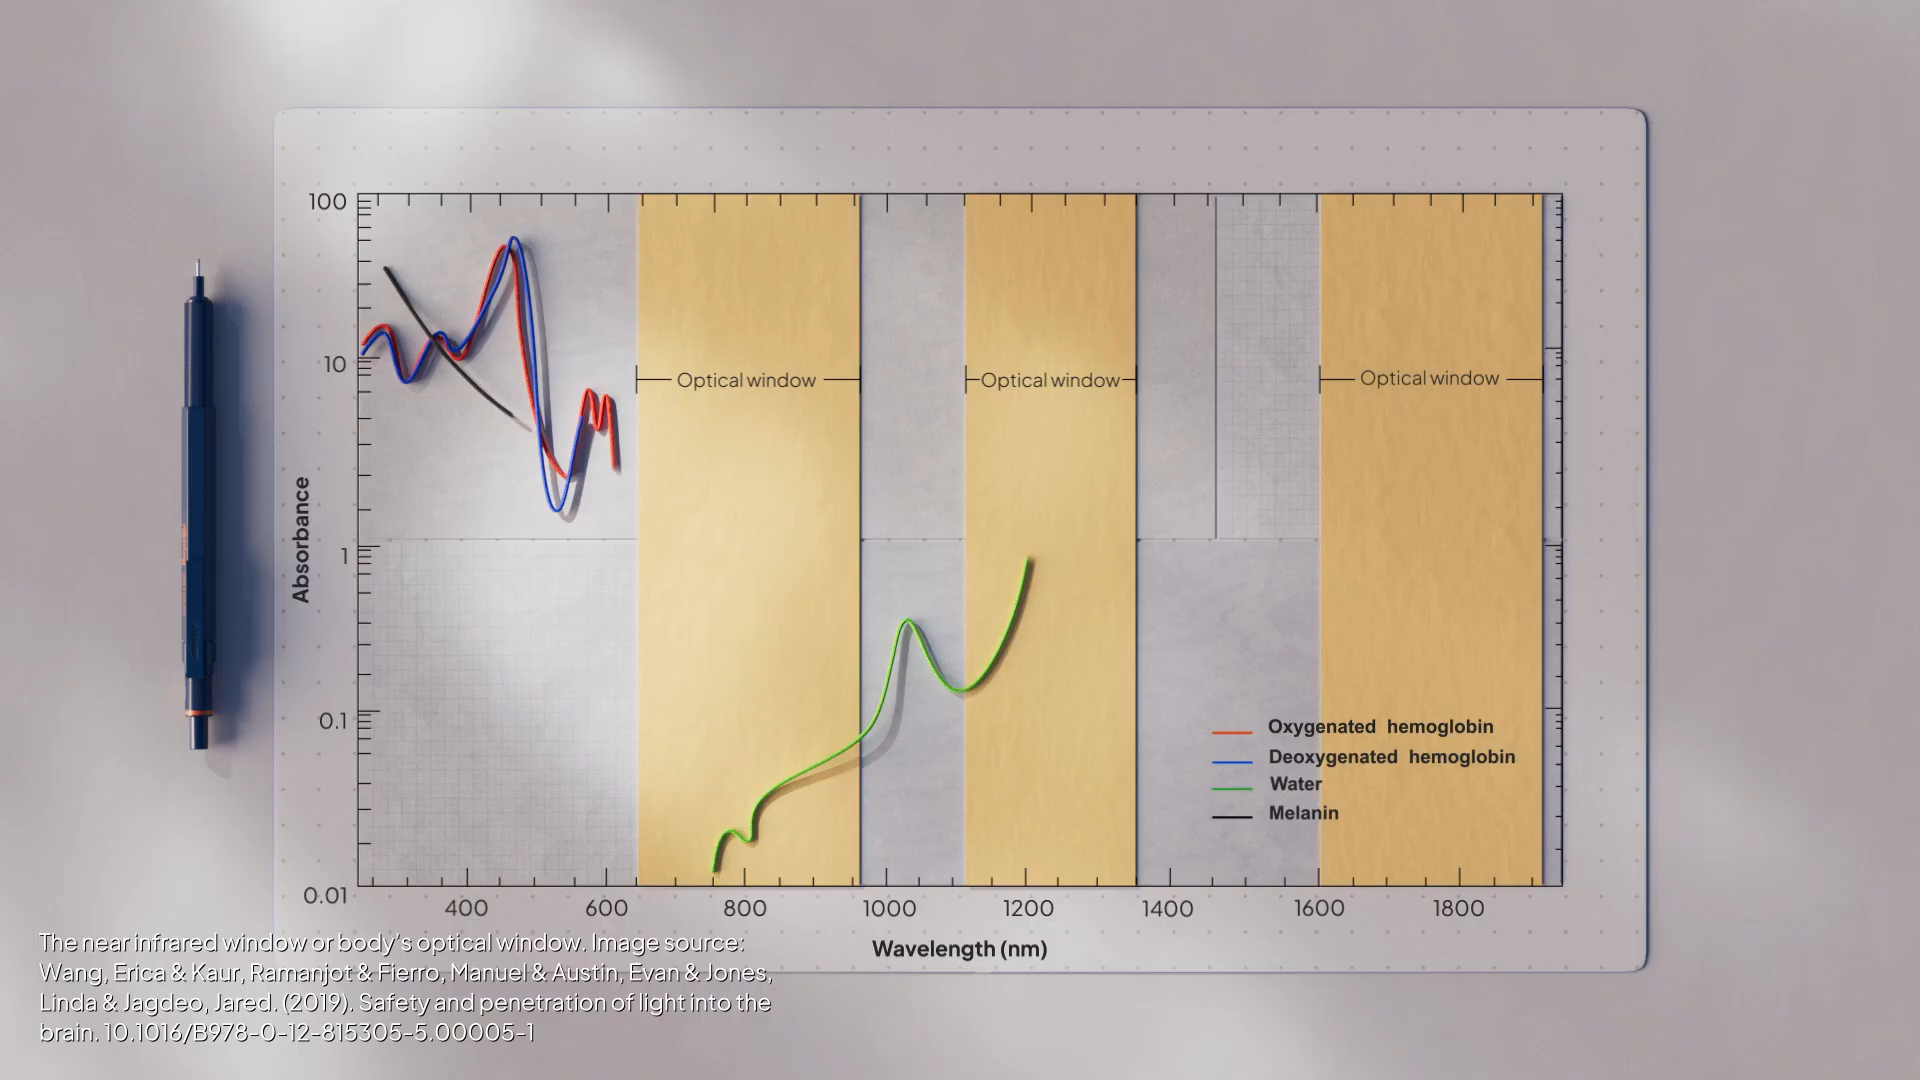 100
10
1
0.1
0.01
Absorbance
Optical window
Optical window
Optical window
Oxygenated hemoglobin
Deoxygenated hemoglobin
Water
Melanin
400 600 800 1000 1200 1400 1600 1800
Wavelength (nm)
The near infrared window or body's optical window. Image source:
Wang, Erica & Kaur, Ramanjot & Fierro, Manuel & Austin, Evan & Jones,
Linda & Jagdeo, Jared. (2019). Safety and penetration of light into the
brain. 10.1016/B978-0-12-815305-5.00005-1